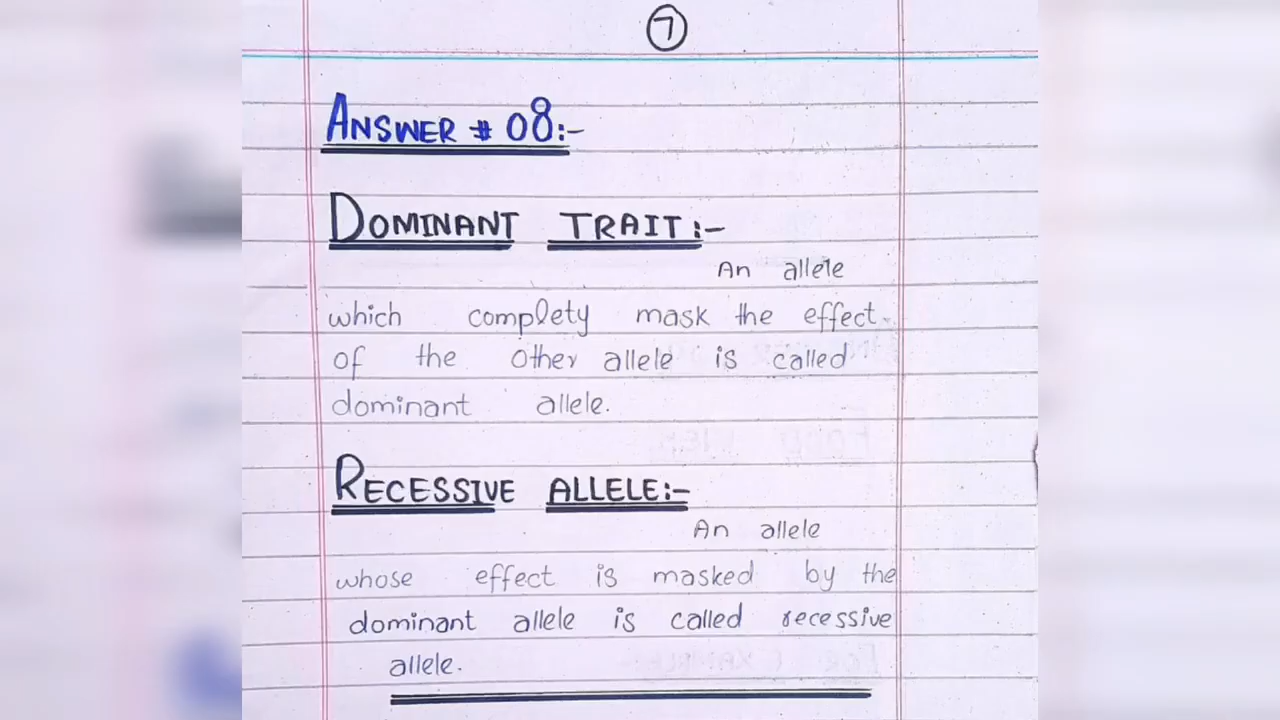 7
ANSWER # 08:-
DOMINANT TRAIT:-
An allele
which complety mask the effect
of the other allele is called
dominant allele.
RECESSIVE ALLELE:-
An allele
whose effect is masked by the
dominant allele is called recessive
allele.